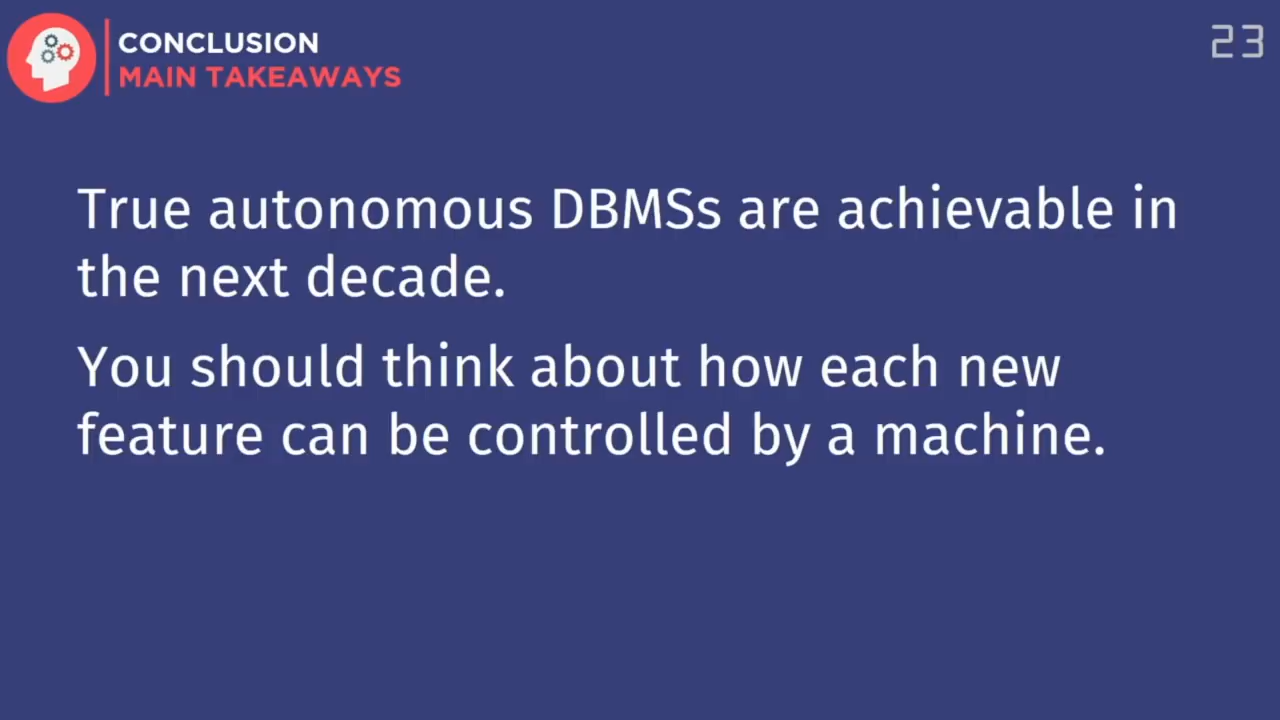 CONCLUSION
MAIN TAKEAWAYS
23
True autonomous DBMSs are achievable in
the next decade.
You should think about how each new
feature can be controlled by a machine.